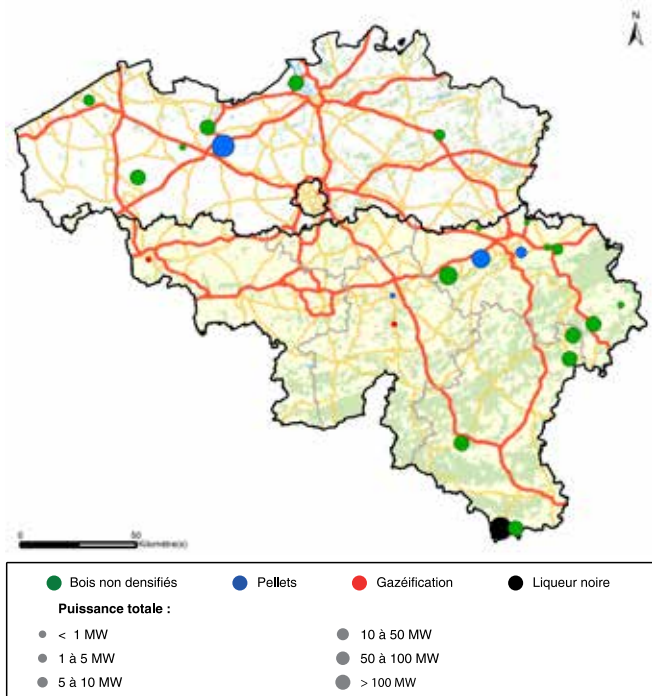 N
0
50
Kilomètre(s)
Bois non densifiés
Pellets
Gazéification
Liqueur noire
Puissance totale :
< 1 MW
10 à 50 MW
1 à 5 MW
50 à 100 MW
5 à 10 MW
> 100 MW